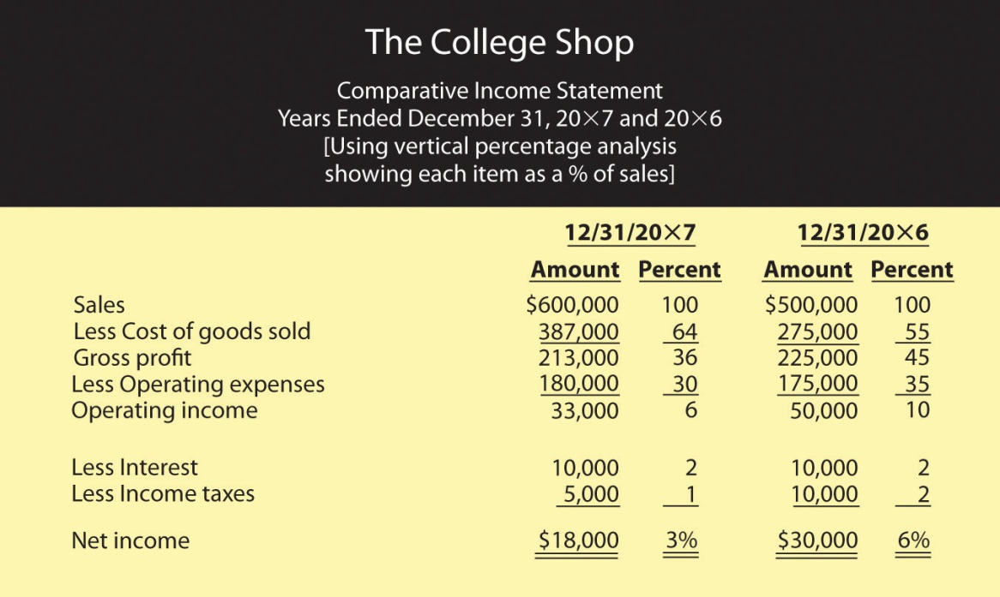 The College Shop
Comparative Income Statement
Years Ended December 31, 20×7 and 20×6
[Using vertical percentage analysis
showing each item as a % of sales]
12/31/20×7 12/31/20×6
Amount Percent Amount Percent
Sales $600,000 100 $500,000 100
Less Cost of goods sold 387,000 64 275,000 55
Gross profit 213,000 36 225,000 45
Less Operating expenses 180,000 30 175,000 35
Operating income 33,000 6 50,000 10
Less Interest 10,000 2 10,000 2
Less Income taxes 5,000 1 10,000 2
Net income $18,000 3% $30,000 6%